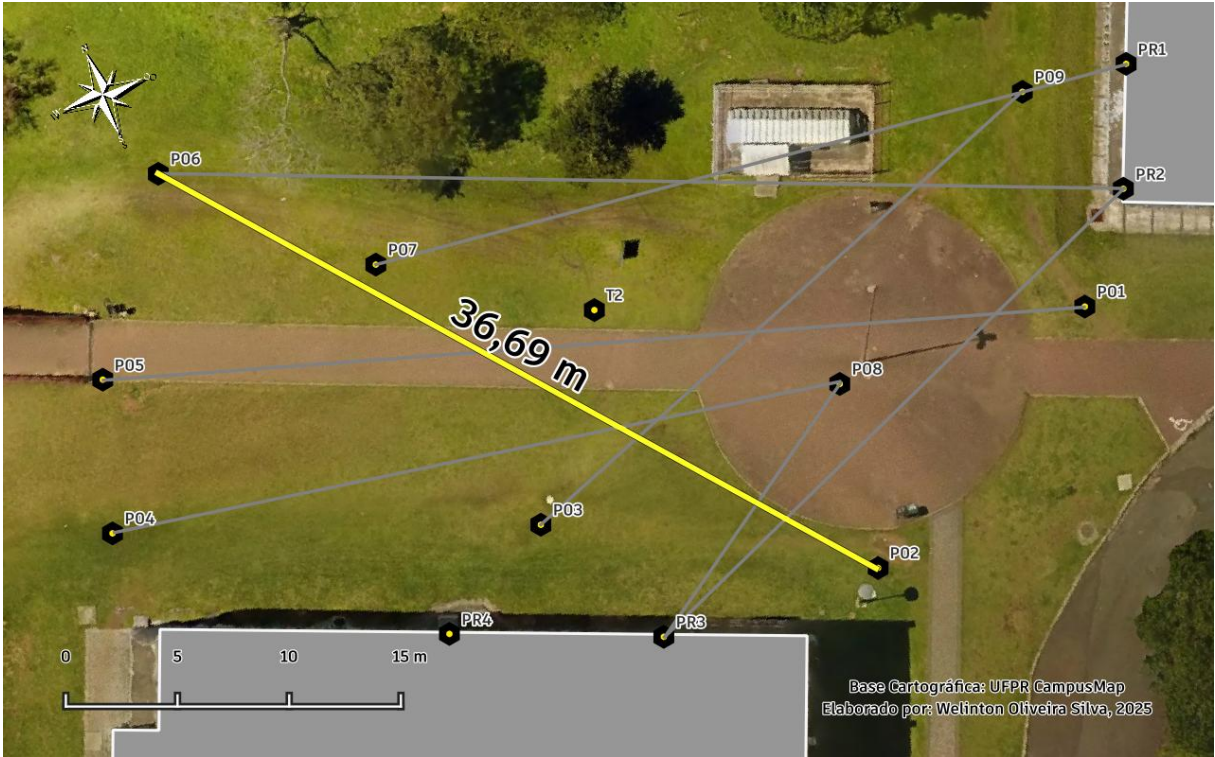 PR1
P09
P06
PR2
P07
T2
P01
36,69 m
P05
P08
P04
P03
P02
PR4
PR3
0 5 10 15 m
Base Cartográfica: UFPR CampusMap
Elaborado por: Welinton Oliveira Silva, 2025